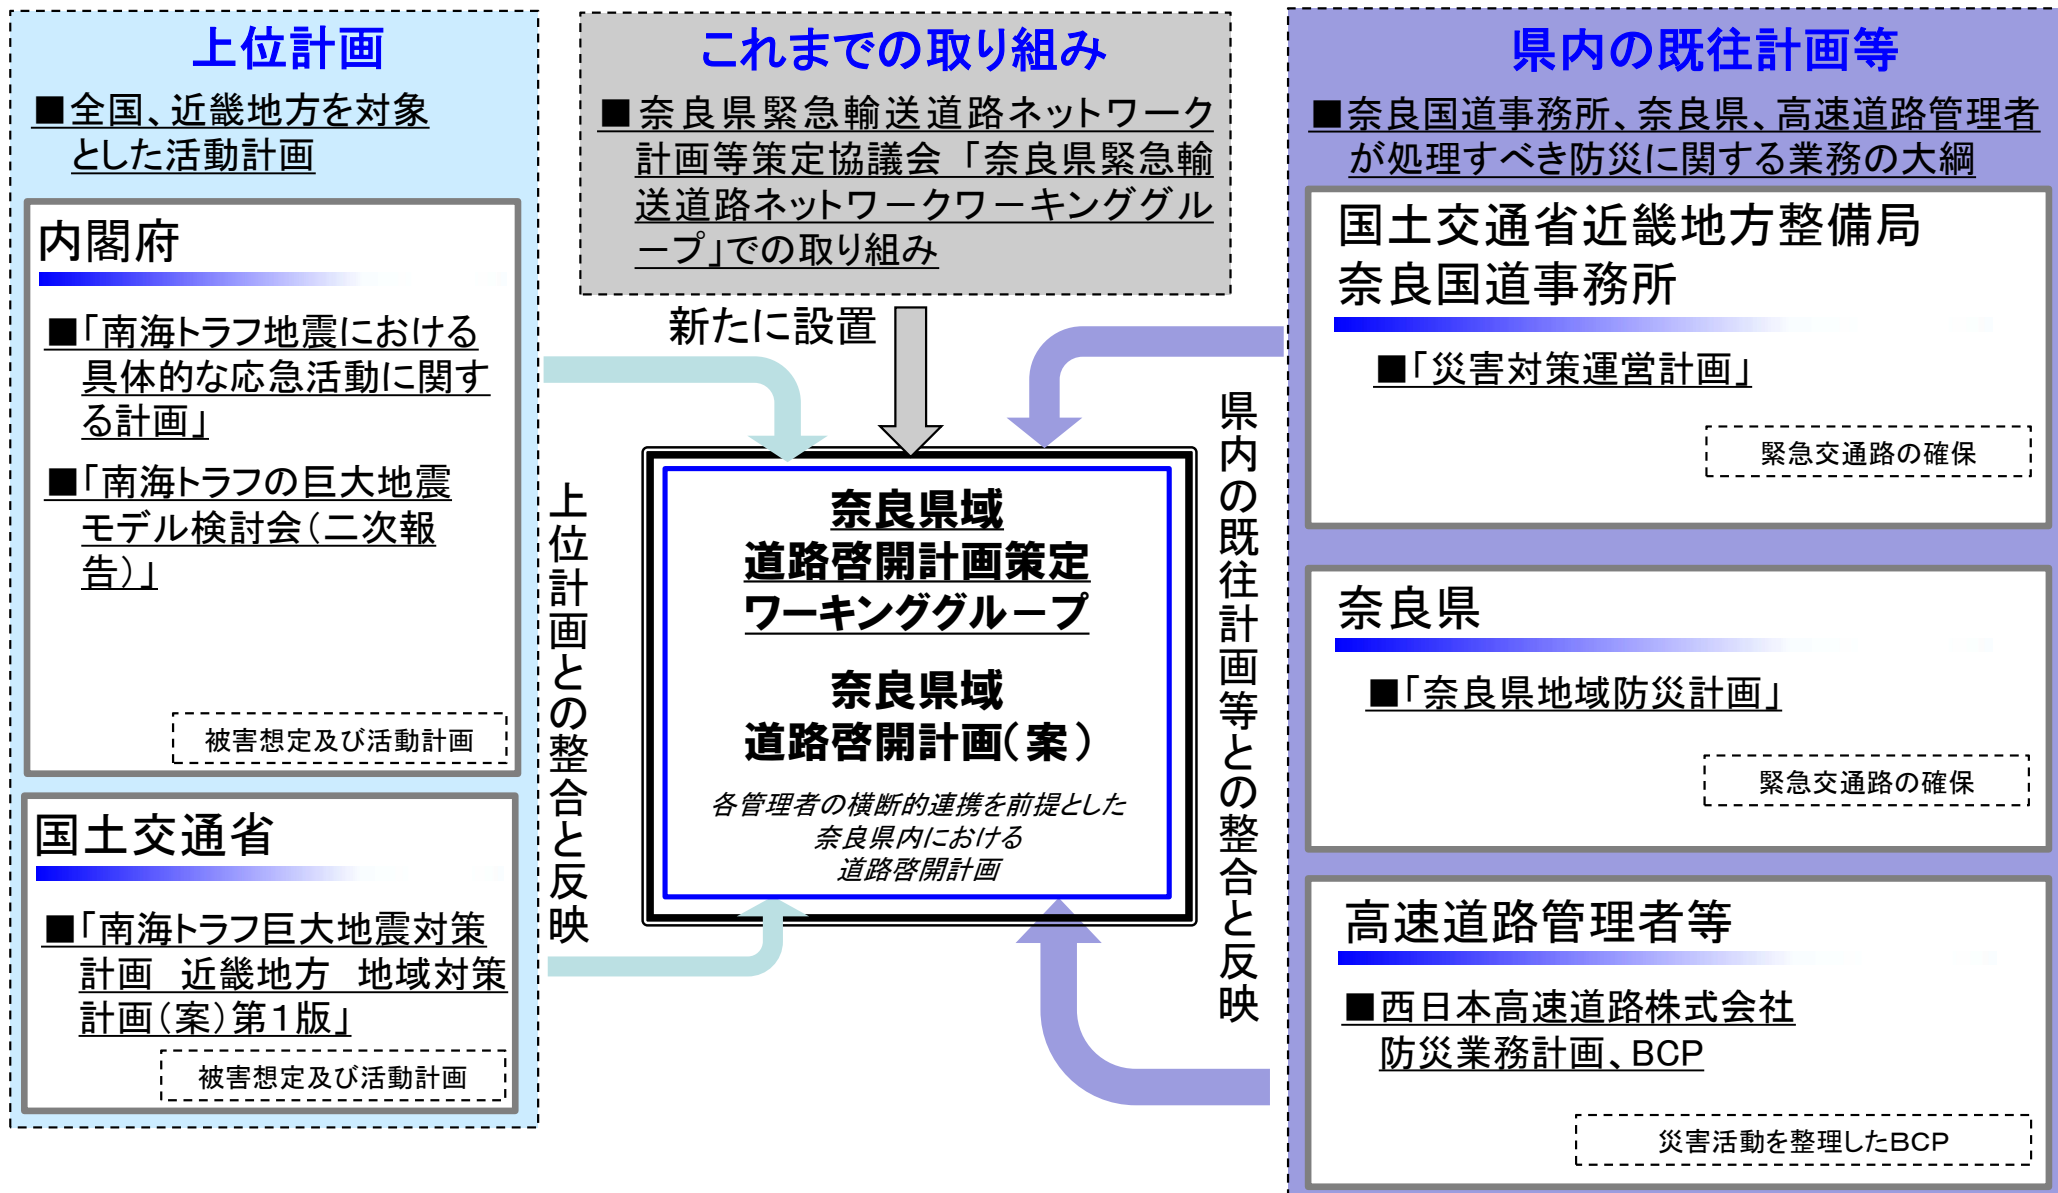 上位計画
■全国、近畿地方を対象
とした活動計画
内閣府
■「南海トラフ地震における
具体的な応急活動に関す
る計画」
■「南海トラフの巨大地震
モデル検討会(二次報
告)」
被害想定及び活動計画
国土交通省
■「南海トラフ巨大地震対策
計画　近畿地方　地域対策
計画(案)第1版」
被害想定及び活動計画
上位計画との整合と反映
これまでの取り組み
■奈良県緊急輸送道路ネットワーク
計画等策定協議会「奈良県緊急輸
送道路ネットワークワーキンググル
ープ」での取り組み
新たに設置
奈良県域
道路啓開計画策定
ワーキンググループ
奈良県域
道路啓開計画(案)
各管理者の横断的連携を前提とした
奈良県内における
道路啓開計画
県内の既往計画等との整合と反映
県内の既往計画等
■奈良国道事務所、奈良県、高速道路管理者
が処理すべき防災に関する業務の大綱
国土交通省近畿地方整備局
奈良国道事務所
■「災害対策運営計画」
緊急交通路の確保
奈良県
■「奈良県地域防災計画」
緊急交通路の確保
高速道路管理者等
■西日本高速道路株式会社
防災業務計画、BCP
災害活動を整理したBCP